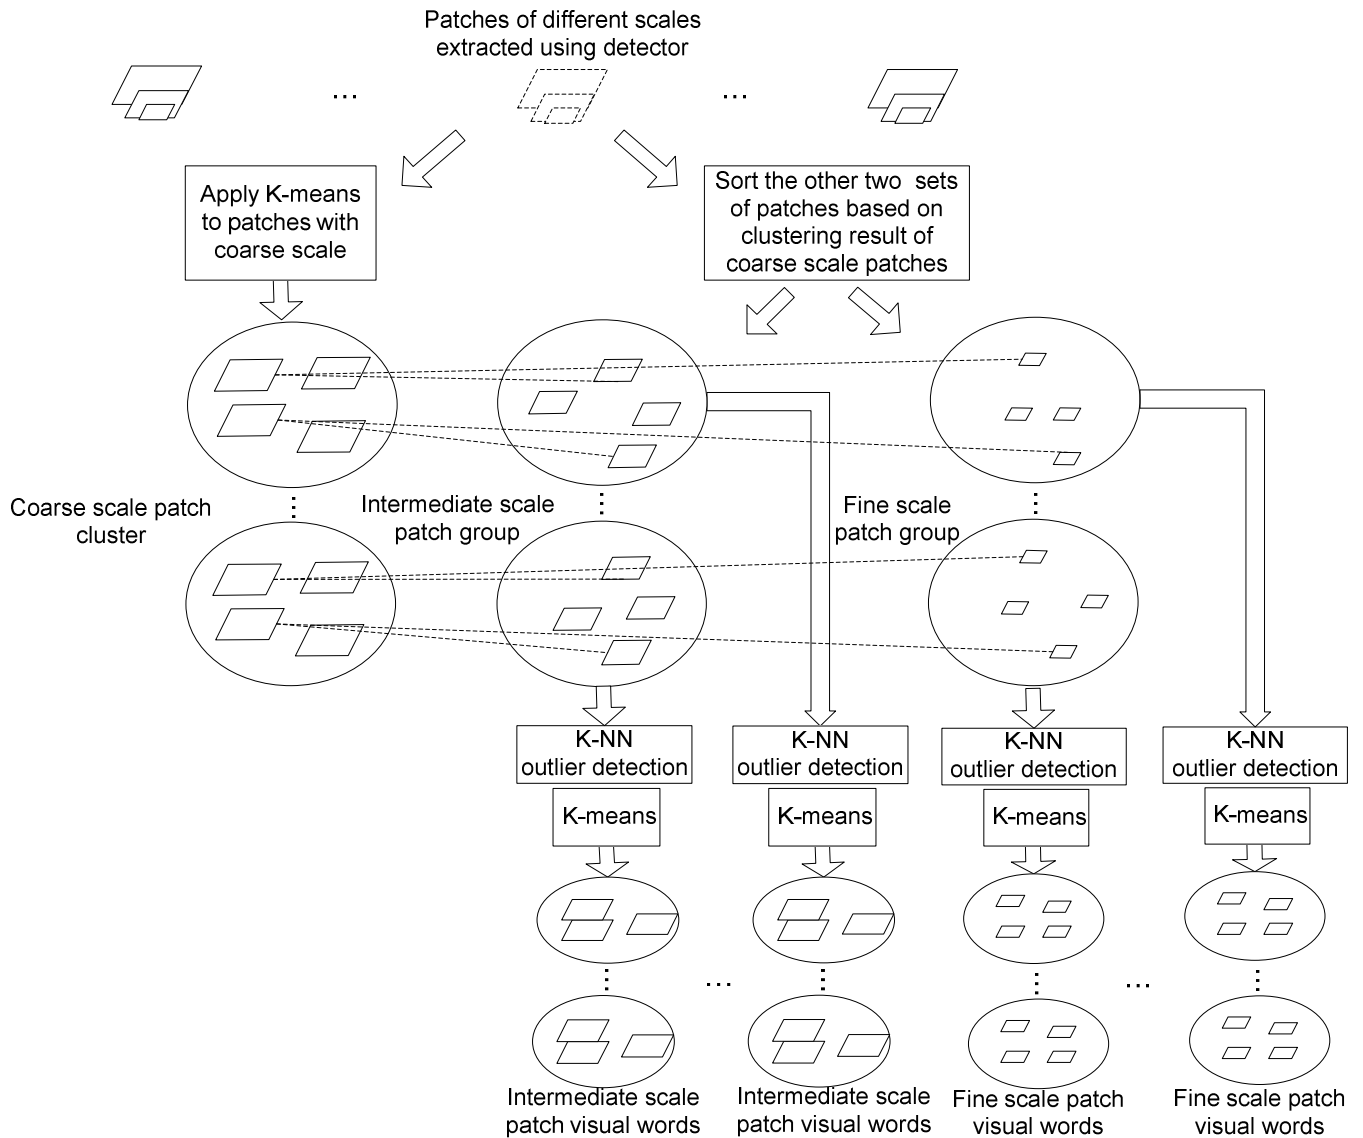 Patches of different scales
extracted using detector
...
...
Apply K-means
to patches with
coarse scale
Sort the other two sets
of patches based on
clustering result of
coarse scale patches
Coarse scale patch
cluster
Intermediate scale
patch group
Fine scale
patch group
K-NN
outlier detection
K-NN
outlier detection
K-NN
outlier detection
K-NN
outlier detection
K-means
K-means
K-means
K-means
...
...
Intermediate scale
patch visual words
Intermediate scale
patch visual words
Fine scale patch
visual words
Fine scale patch
visual words